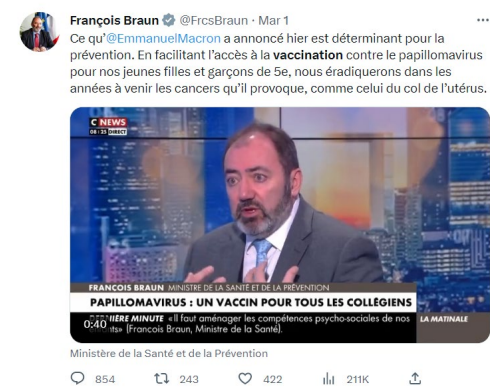 François Braun @FrcsBraun · Mar 1
Ce qu'@EmmanuelMacron a annoncé hier est déterminant pour la
prévention. En facilitant l'accès à la vaccination contre le papillomavirus
pour nos jeunes filles et garçons de 5e, nous éradiquerons dans les
années à venir les cancers qu'il provoque, comme celui du col de l'utérus.
C NEWS
08:25 DIRECT
FRANÇOIS BRAUN MINISTRE DE LA SANTÉ ET DE LA PRÉVENTION
PAPILLOMAVIRUS : UN VACCIN POUR TOUS LES COLLÉGIENS
MINUTE «Il faut aménager les compétences psycho-sociales de nos
LA MATINALE
0:40
(François Braun, Ministre de la Santé).
Ministère de la Santé et de la Prévention
854 243 422 211K